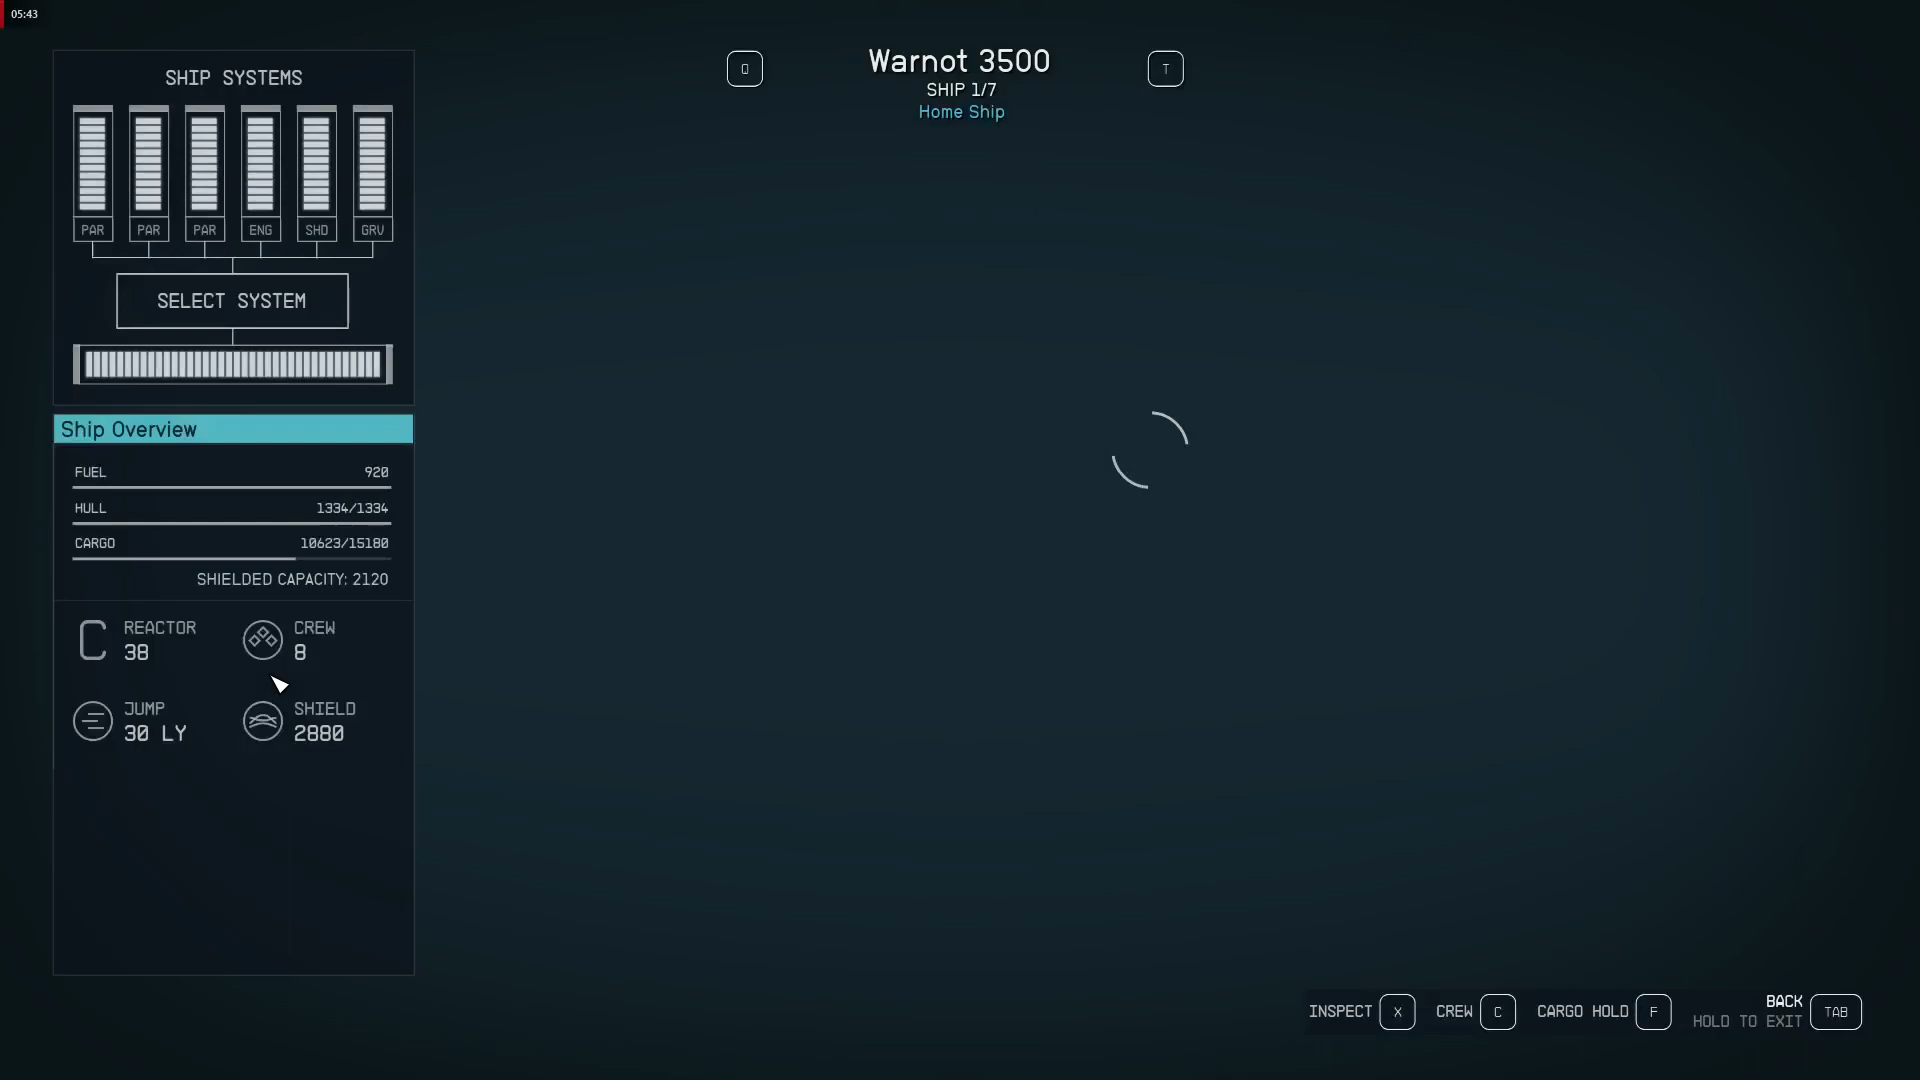 05:43
SHIP SYSTEMS
PAR PAR PAR ENG SHD GRV
SELECT SYSTEM
Ship Overview
FUEL 920
HULL 1334/1334
CARGO 10623/15180
SHIELDED CAPACITY: 2120
C REACTOR 38
CREW 8
JUMP 30 LY
SHIELD 2880
Q
Warnot 3500
T
SHIP 1/7
Home Ship
INSPECT X CREW C CARGO HOLD F BACK TAB
HOLD TO EXIT